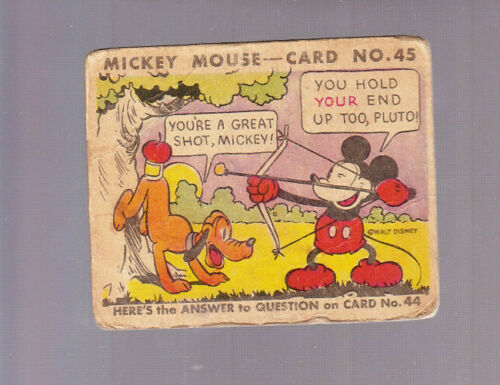 MICKEY MOUSE—CARD NO.45
YOU'RE A GREAT
SHOT, MICKEY!
YOU HOLD
YOUR END
UP TOO, PLUTO!
©WALT DISNEY
HERE'S the ANSWER to QUESTION on CARD No. 44